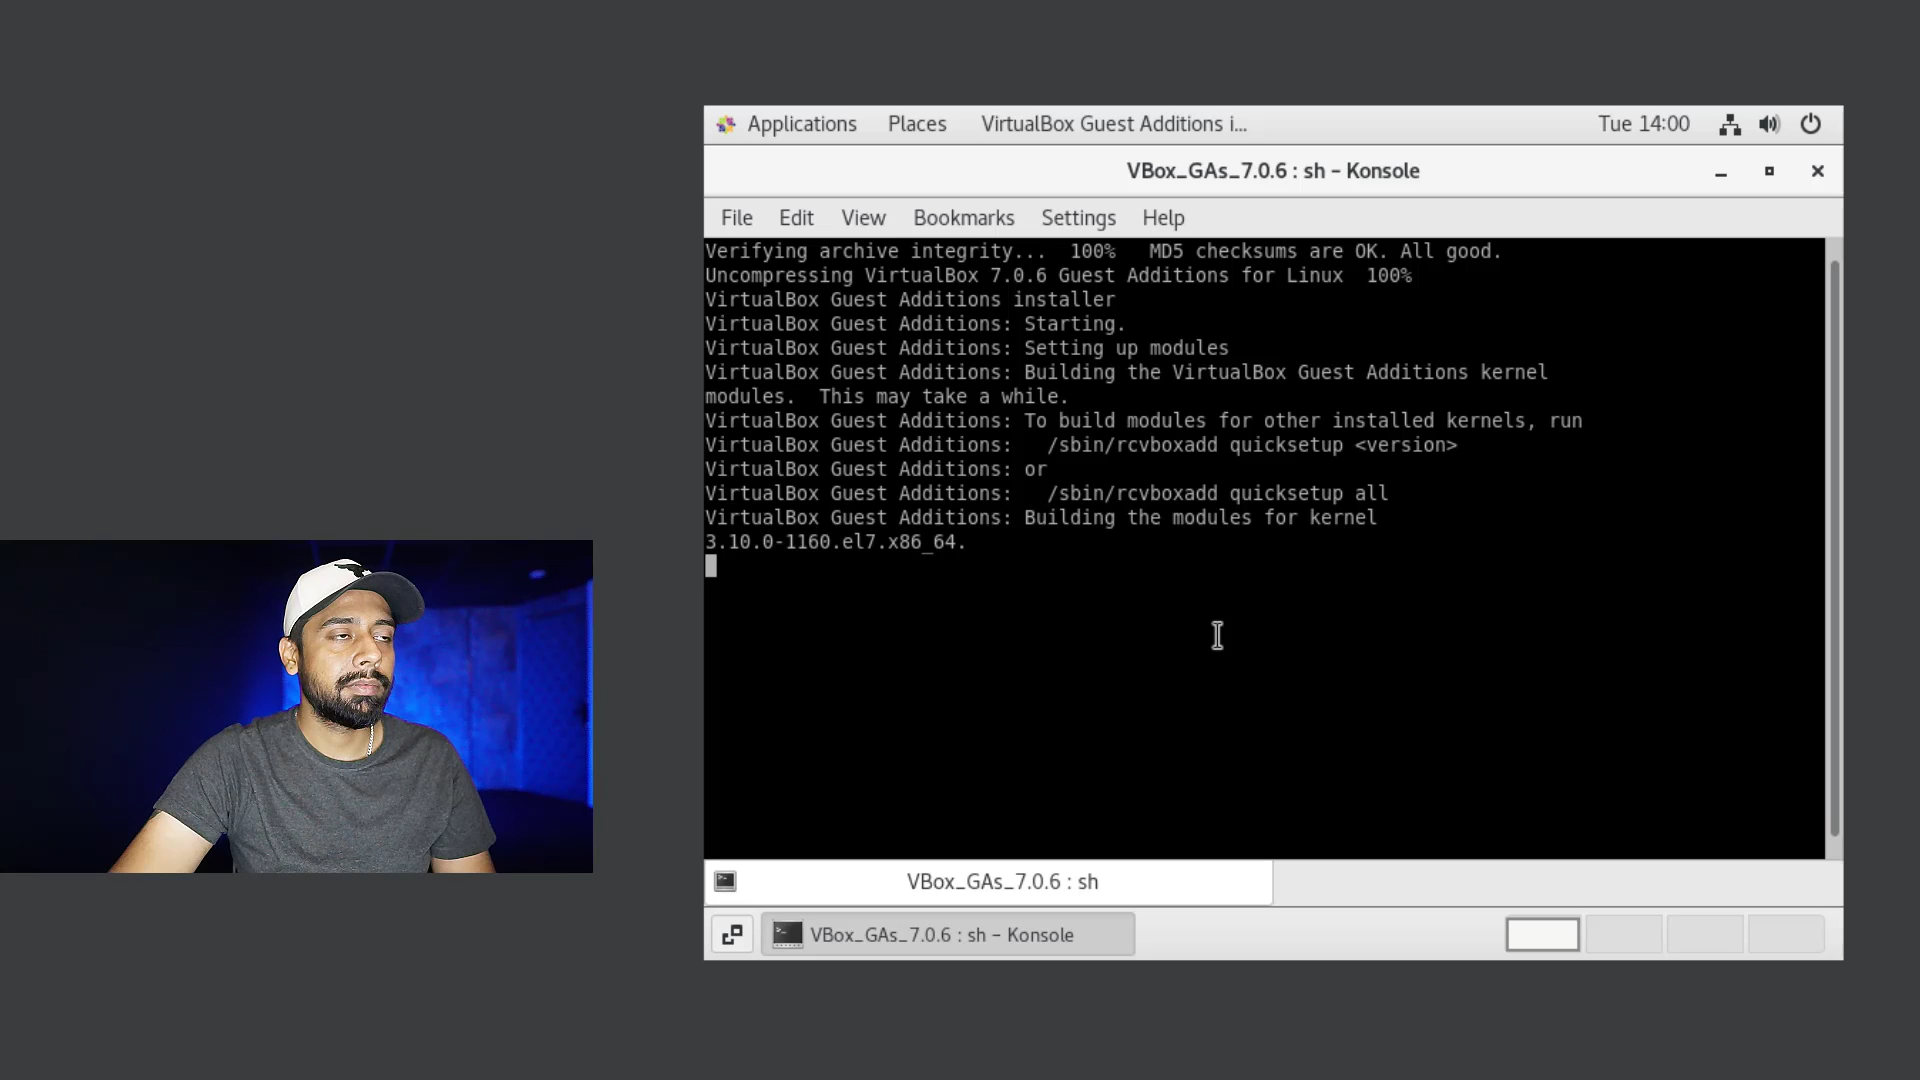 Applications Places VirtualBox Guest Additions i... Tue 14:00
VBox_GAs_7.0.6 : sh – Konsole
File Edit View Bookmarks Settings Help
Verifying archive integrity...  100%   MD5 checksums are OK. All good.
Uncompressing VirtualBox 7.0.6 Guest Additions for Linux  100%
VirtualBox Guest Additions installer
VirtualBox Guest Additions: Starting.
VirtualBox Guest Additions: Setting up modules
VirtualBox Guest Additions: Building the VirtualBox Guest Additions kernel
modules.  This may take a while.
VirtualBox Guest Additions: To build modules for other installed kernels, run
VirtualBox Guest Additions:   /sbin/rcvboxadd quicksetup <version>
VirtualBox Guest Additions: or
VirtualBox Guest Additions:   /sbin/rcvboxadd quicksetup all
VirtualBox Guest Additions: Building the modules for kernel
3.10.0-1160.el7.x86_64.
VBox_GAs_7.0.6 : sh
VBox_GAs_7.0.6 : sh – Konsole